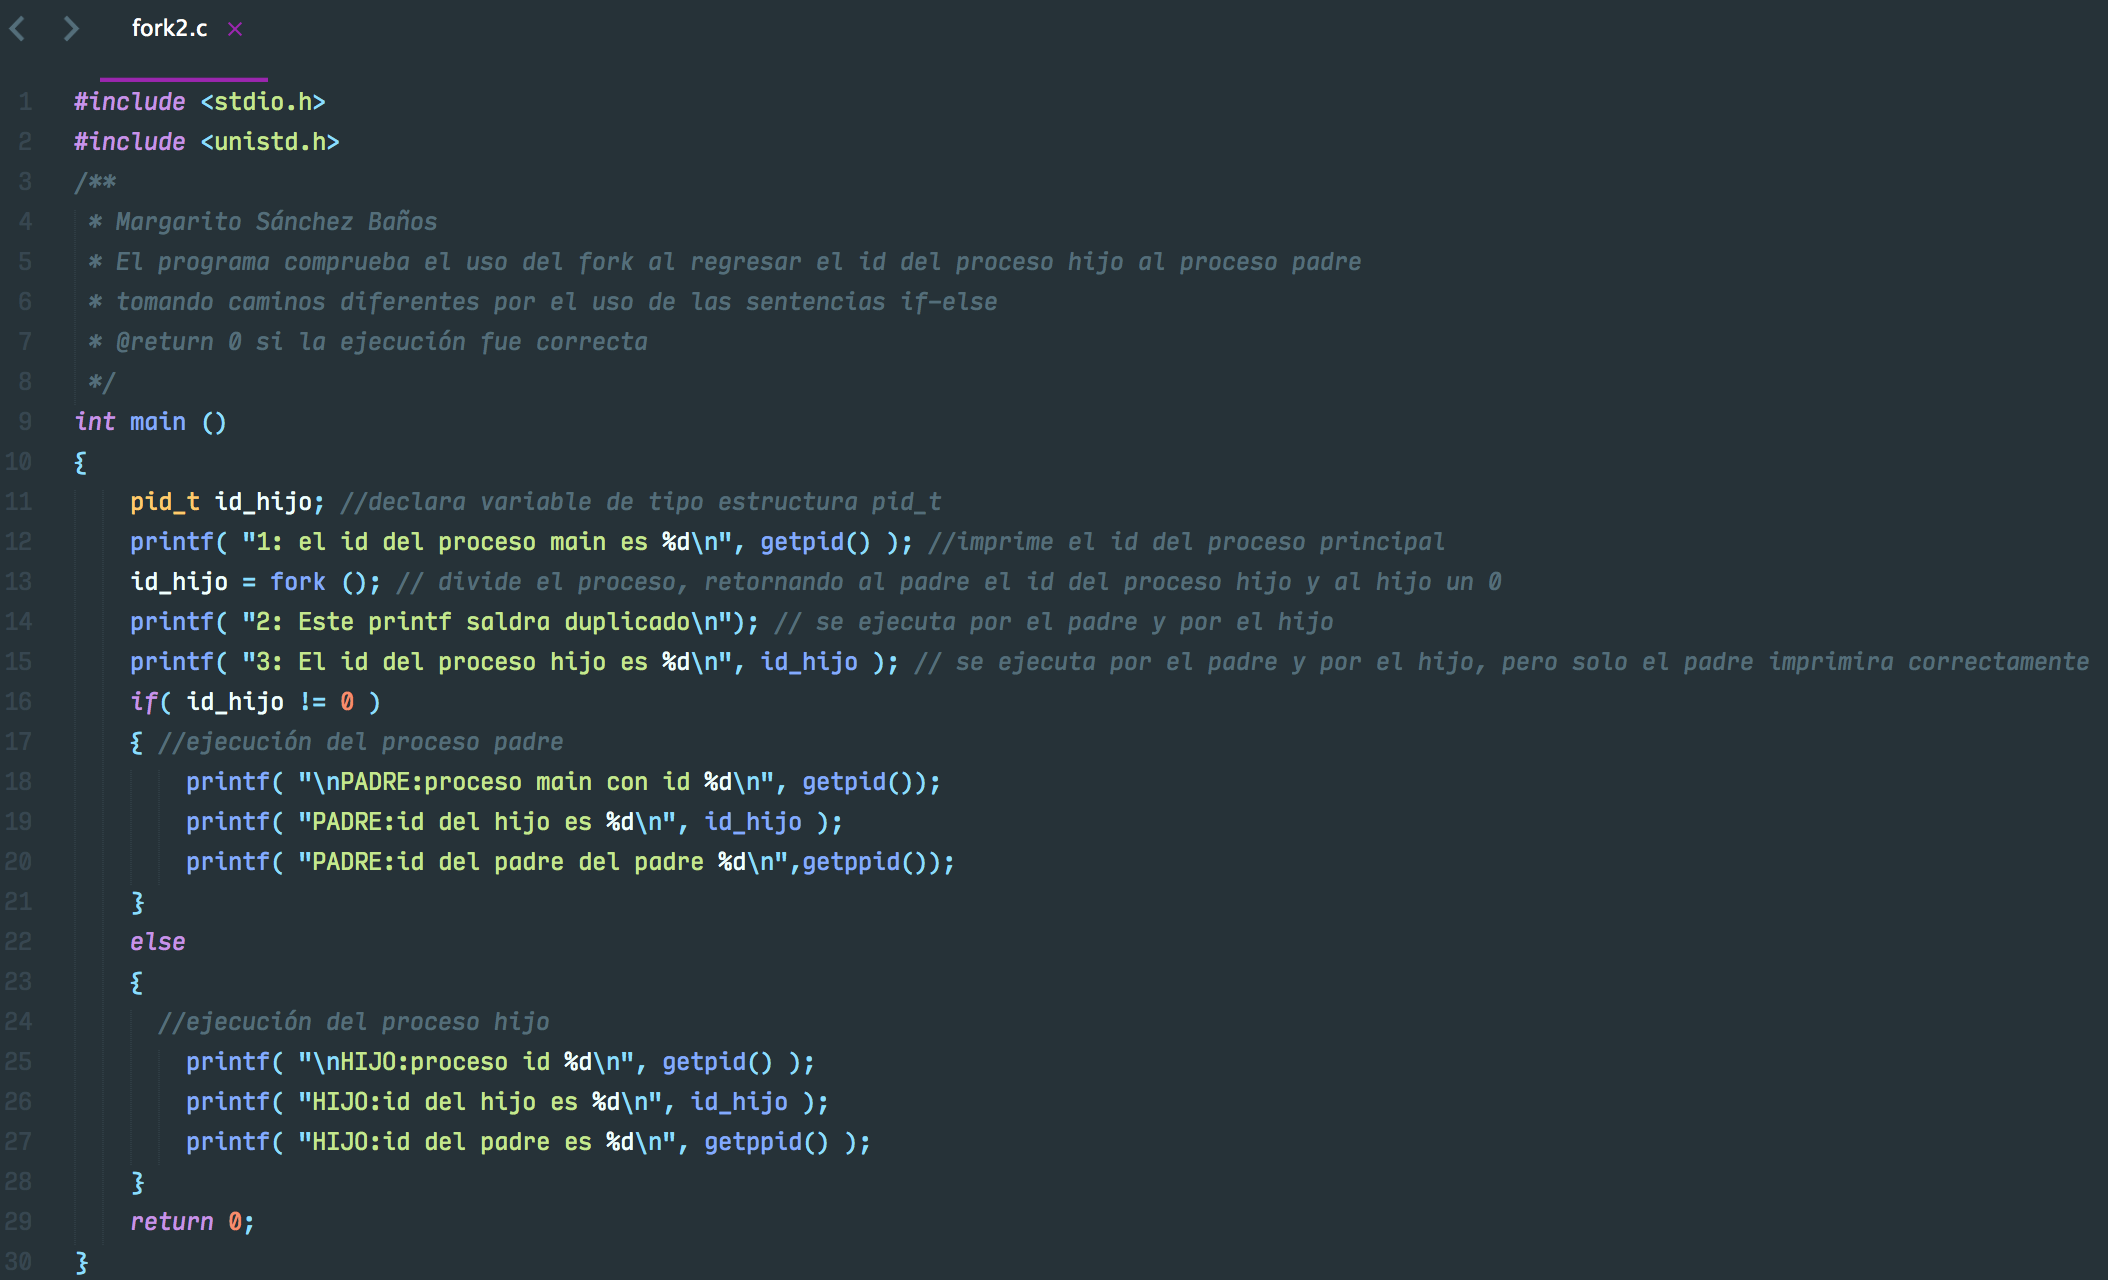 fork2.c ×
1 #include <stdio.h>
2 #include <unistd.h>
3 /**
4  * Margarito Sánchez Baños
5  * El programa comprueba el uso del fork al regresar el id del proceso hijo al proceso padre
6  * tomando caminos diferentes por el uso de las sentencias if-else
7  * @return 0 si la ejecución fue correcta
8  */
9 int main ()
10 {
11     pid_t id_hijo; //declara variable de tipo estructura pid_t
12     printf( "1: el id del proceso main es %d\n", getpid() ); //imprime el id del proceso principal
13     id_hijo = fork (); // divide el proceso, retornando al padre el id del proceso hijo y al hijo un 0
14     printf( "2: Este printf saldra duplicado\n"); // se ejecuta por el padre y por el hijo
15     printf( "3: El id del proceso hijo es %d\n", id_hijo ); // se ejecuta por el padre y por el hijo, pero solo el padre imprimira correctamente
16     if( id_hijo != 0 )
17     { //ejecución del proceso padre
18         printf( "\nPADRE:proceso main con id %d\n", getpid());
19         printf( "PADRE:id del hijo es %d\n", id_hijo );
20         printf( "PADRE:id del padre del padre %d\n",getppid());
21     }
22     else
23     {
24       //ejecución del proceso hijo
25         printf( "\nHIJO:proceso id %d\n", getpid() );
26         printf( "HIJO:id del hijo es %d\n", id_hijo );
27         printf( "HIJO:id del padre es %d\n", getppid() );
28     }
29     return 0;
30 }